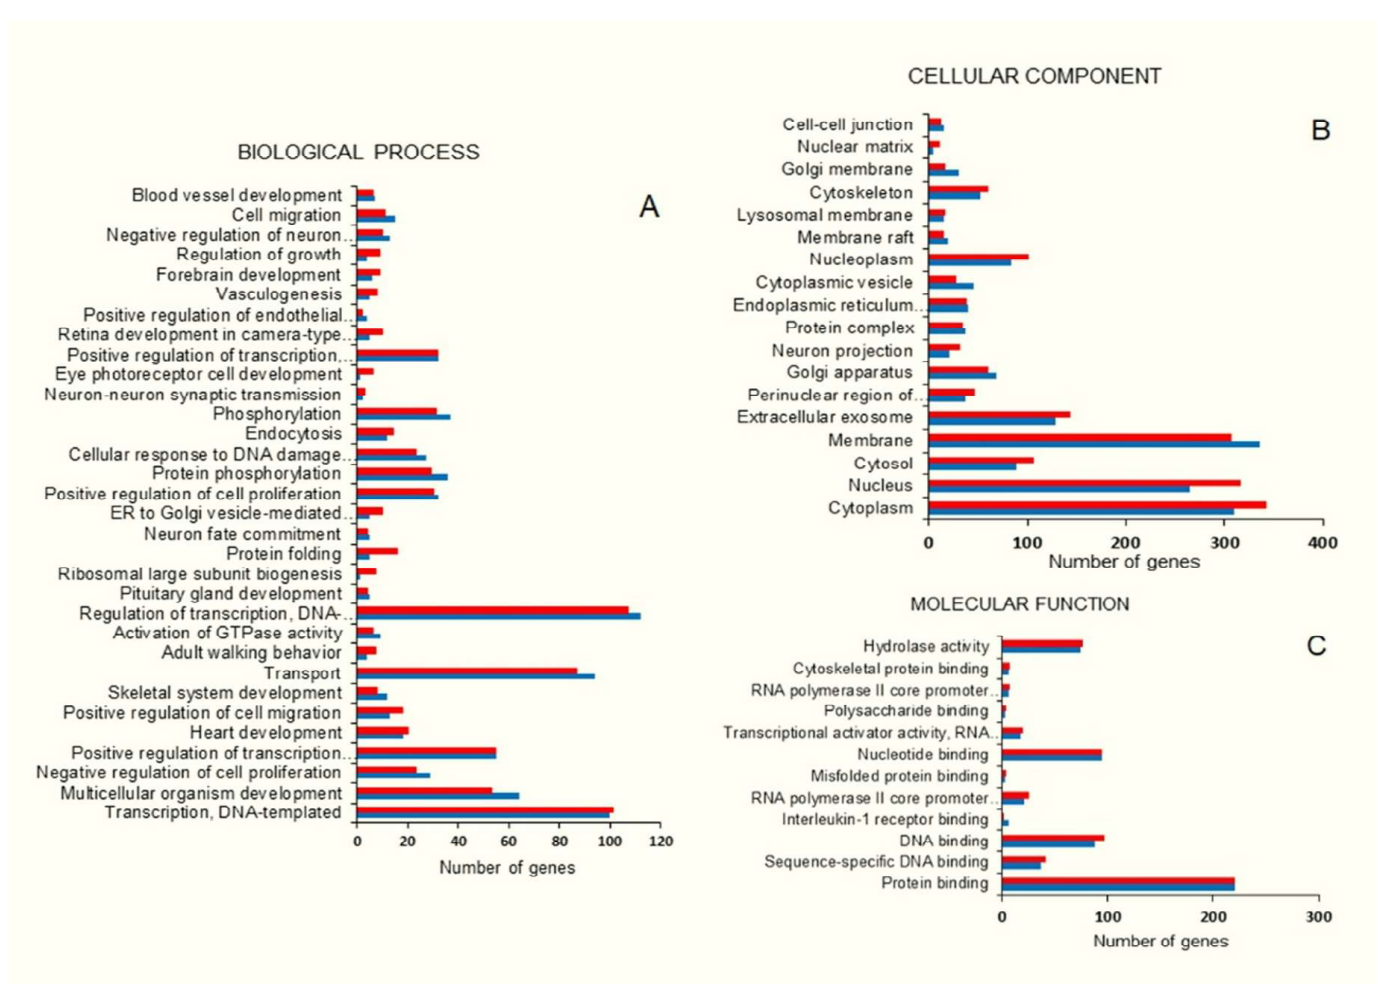 BIOLOGICAL PROCESS
A
Blood vessel development
Cell migration
Negative regulation of neuron...
Regulation of growth
Forebrain development
Vasculogenesis
Positive regulation of endothelial...
Retina development in camera-type...
Positive regulation of transcription,...
Eye photoreceptor cell development
Neuron-neuron synaptic transmission
Phosphorylation
Endocytosis
Cellular response to DNA damage...
Protein phosphorylation
Positive regulation of cell proliferation
ER to Golgi vesicle-mediated...
Neuron fate commitment
Protein folding
Ribosomal large subunit biogenesis
Pituitary gland development
Regulation of transcription, DNA-...
Activation of GTPase activity
Adult walking behavior
Transport
Skeletal system development
Positive regulation of cell migration
Heart development
Positive regulation of transcription...
Negative regulation of cell proliferation
Multicellular organism development
Transcription, DNA-templated
0 20 40 60 80 100 120
Number of genes
CELLULAR COMPONENT
B
Cell-cell junction
Nuclear matrix
Golgi membrane
Cytoskeleton
Lysosomal membrane
Membrane raft
Nucleoplasm
Cytoplasmic vesicle
Endoplasmic reticulum...
Protein complex
Neuron projection
Golgi apparatus
Perinuclear region of...
Extracellular exosome
Membrane
Cytosol
Nucleus
Cytoplasm
0 100 200 300 400
Number of genes
MOLECULAR FUNCTION
C
Hydrolase activity
Cytoskeletal protein binding
RNA polymerase II core promoter...
Polysaccharide binding
Transcriptional activator activity, RNA...
Nucleotide binding
Misfolded protein binding
RNA polymerase II core promoter...
Interleukin-1 receptor binding
DNA binding
Sequence-specific DNA binding
Protein binding
0 100 200 300
Number of genes